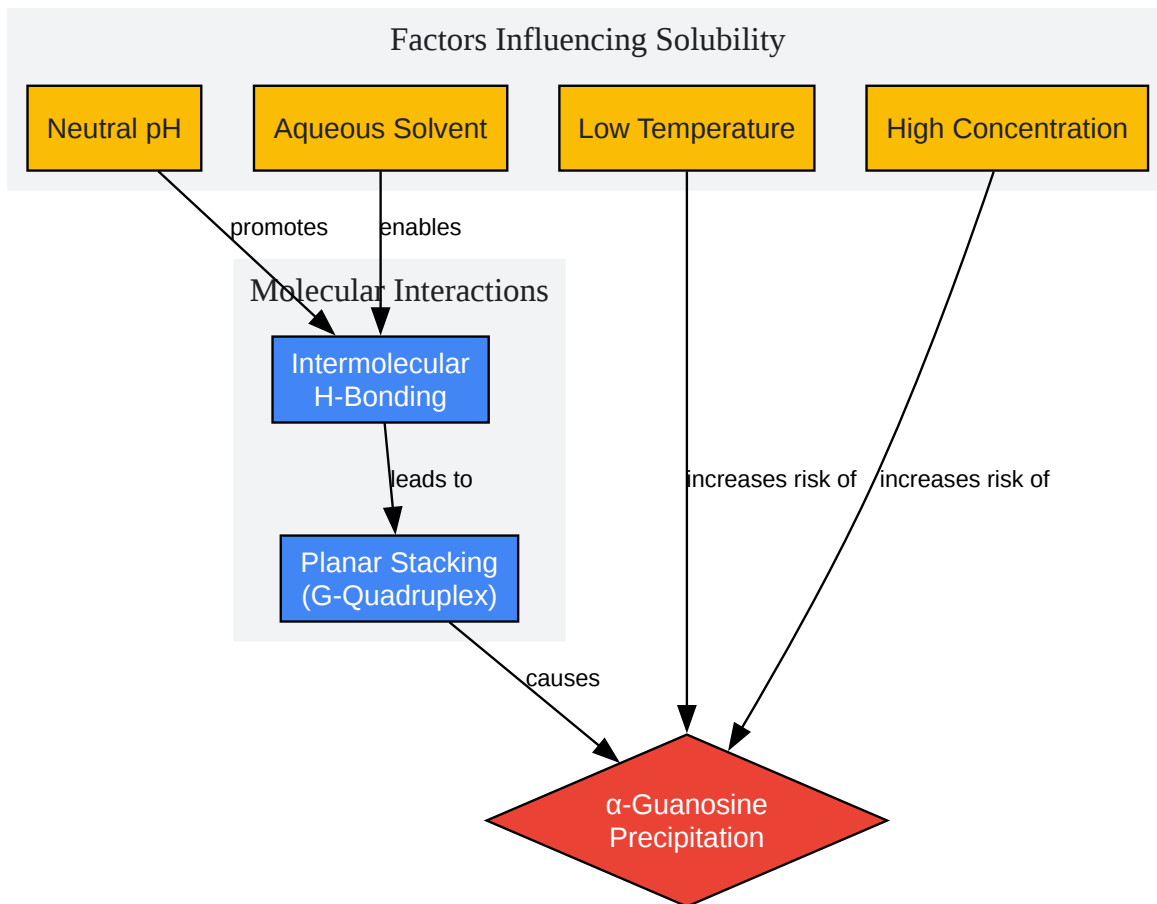 Factors Influencing Solubility
Neutral pH
Aqueous Solvent
Low Temperature
High Concentration
promotes
enables
Molecular Interactions
Intermolecular
H-Bonding
leads to
increases risk of
increases risk of
Planar Stacking
(G-Quadruplex)
causes
α-Guanosine
Precipitation